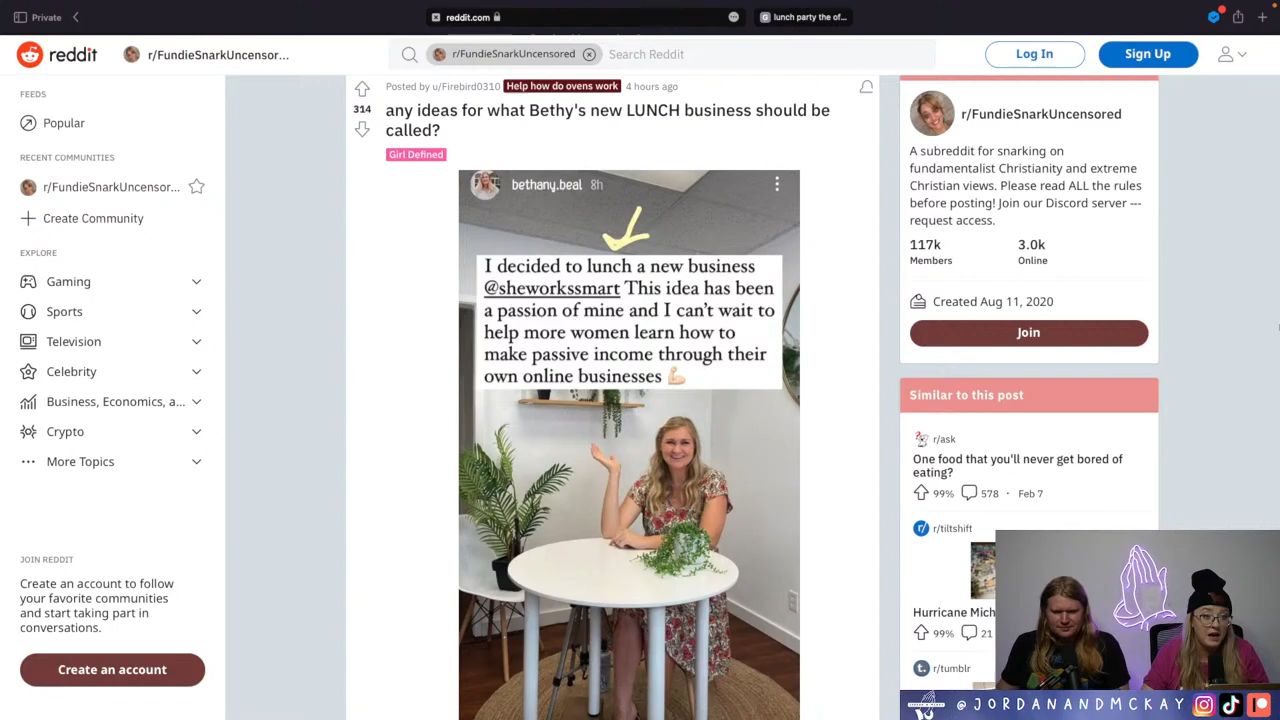 Private
reddit.com
lunch party the of...
reddit
r/FundieSnarkUncensor...
r/FundieSnarkUncensored
Search Reddit
Log In
Sign Up
FEEDS
Popular
RECENT COMMUNITIES
r/FundieSnarkUncensor...
Create Community
EXPLORE
Gaming
Sports
Television
Celebrity
Business, Economics, a...
Crypto
More Topics
JOIN REDDIT
Create an account to follow
your favorite communities
and start taking part in
conversations.
Create an account
Posted by u/Firebird0310 Help how do ovens work 4 hours ago
314
any ideas for what Bethy's new LUNCH business should be
called?
Girl Defined
bethany.beal 8h
I decided to lunch a new business
@sheworkssmart This idea has been
a passion of mine and I can't wait to
help more women learn how to
make passive income through their
own online businesses 💪🏻
r/FundieSnarkUncensored
A subreddit for snarking on
fundamentalist Christianity and extreme
Christian views. Please read ALL the rules
before posting! Join our Discord server ---
request access.
117k 3.0k
Members Online
Created Aug 11, 2020
Join
Similar to this post
r/ask
One food that you'll never get bored of
eating?
99% 578 · Feb 7
r/tiltshift
Hurricane Mich
99% 21
r/tumblr
@JORDANANDMCKAY